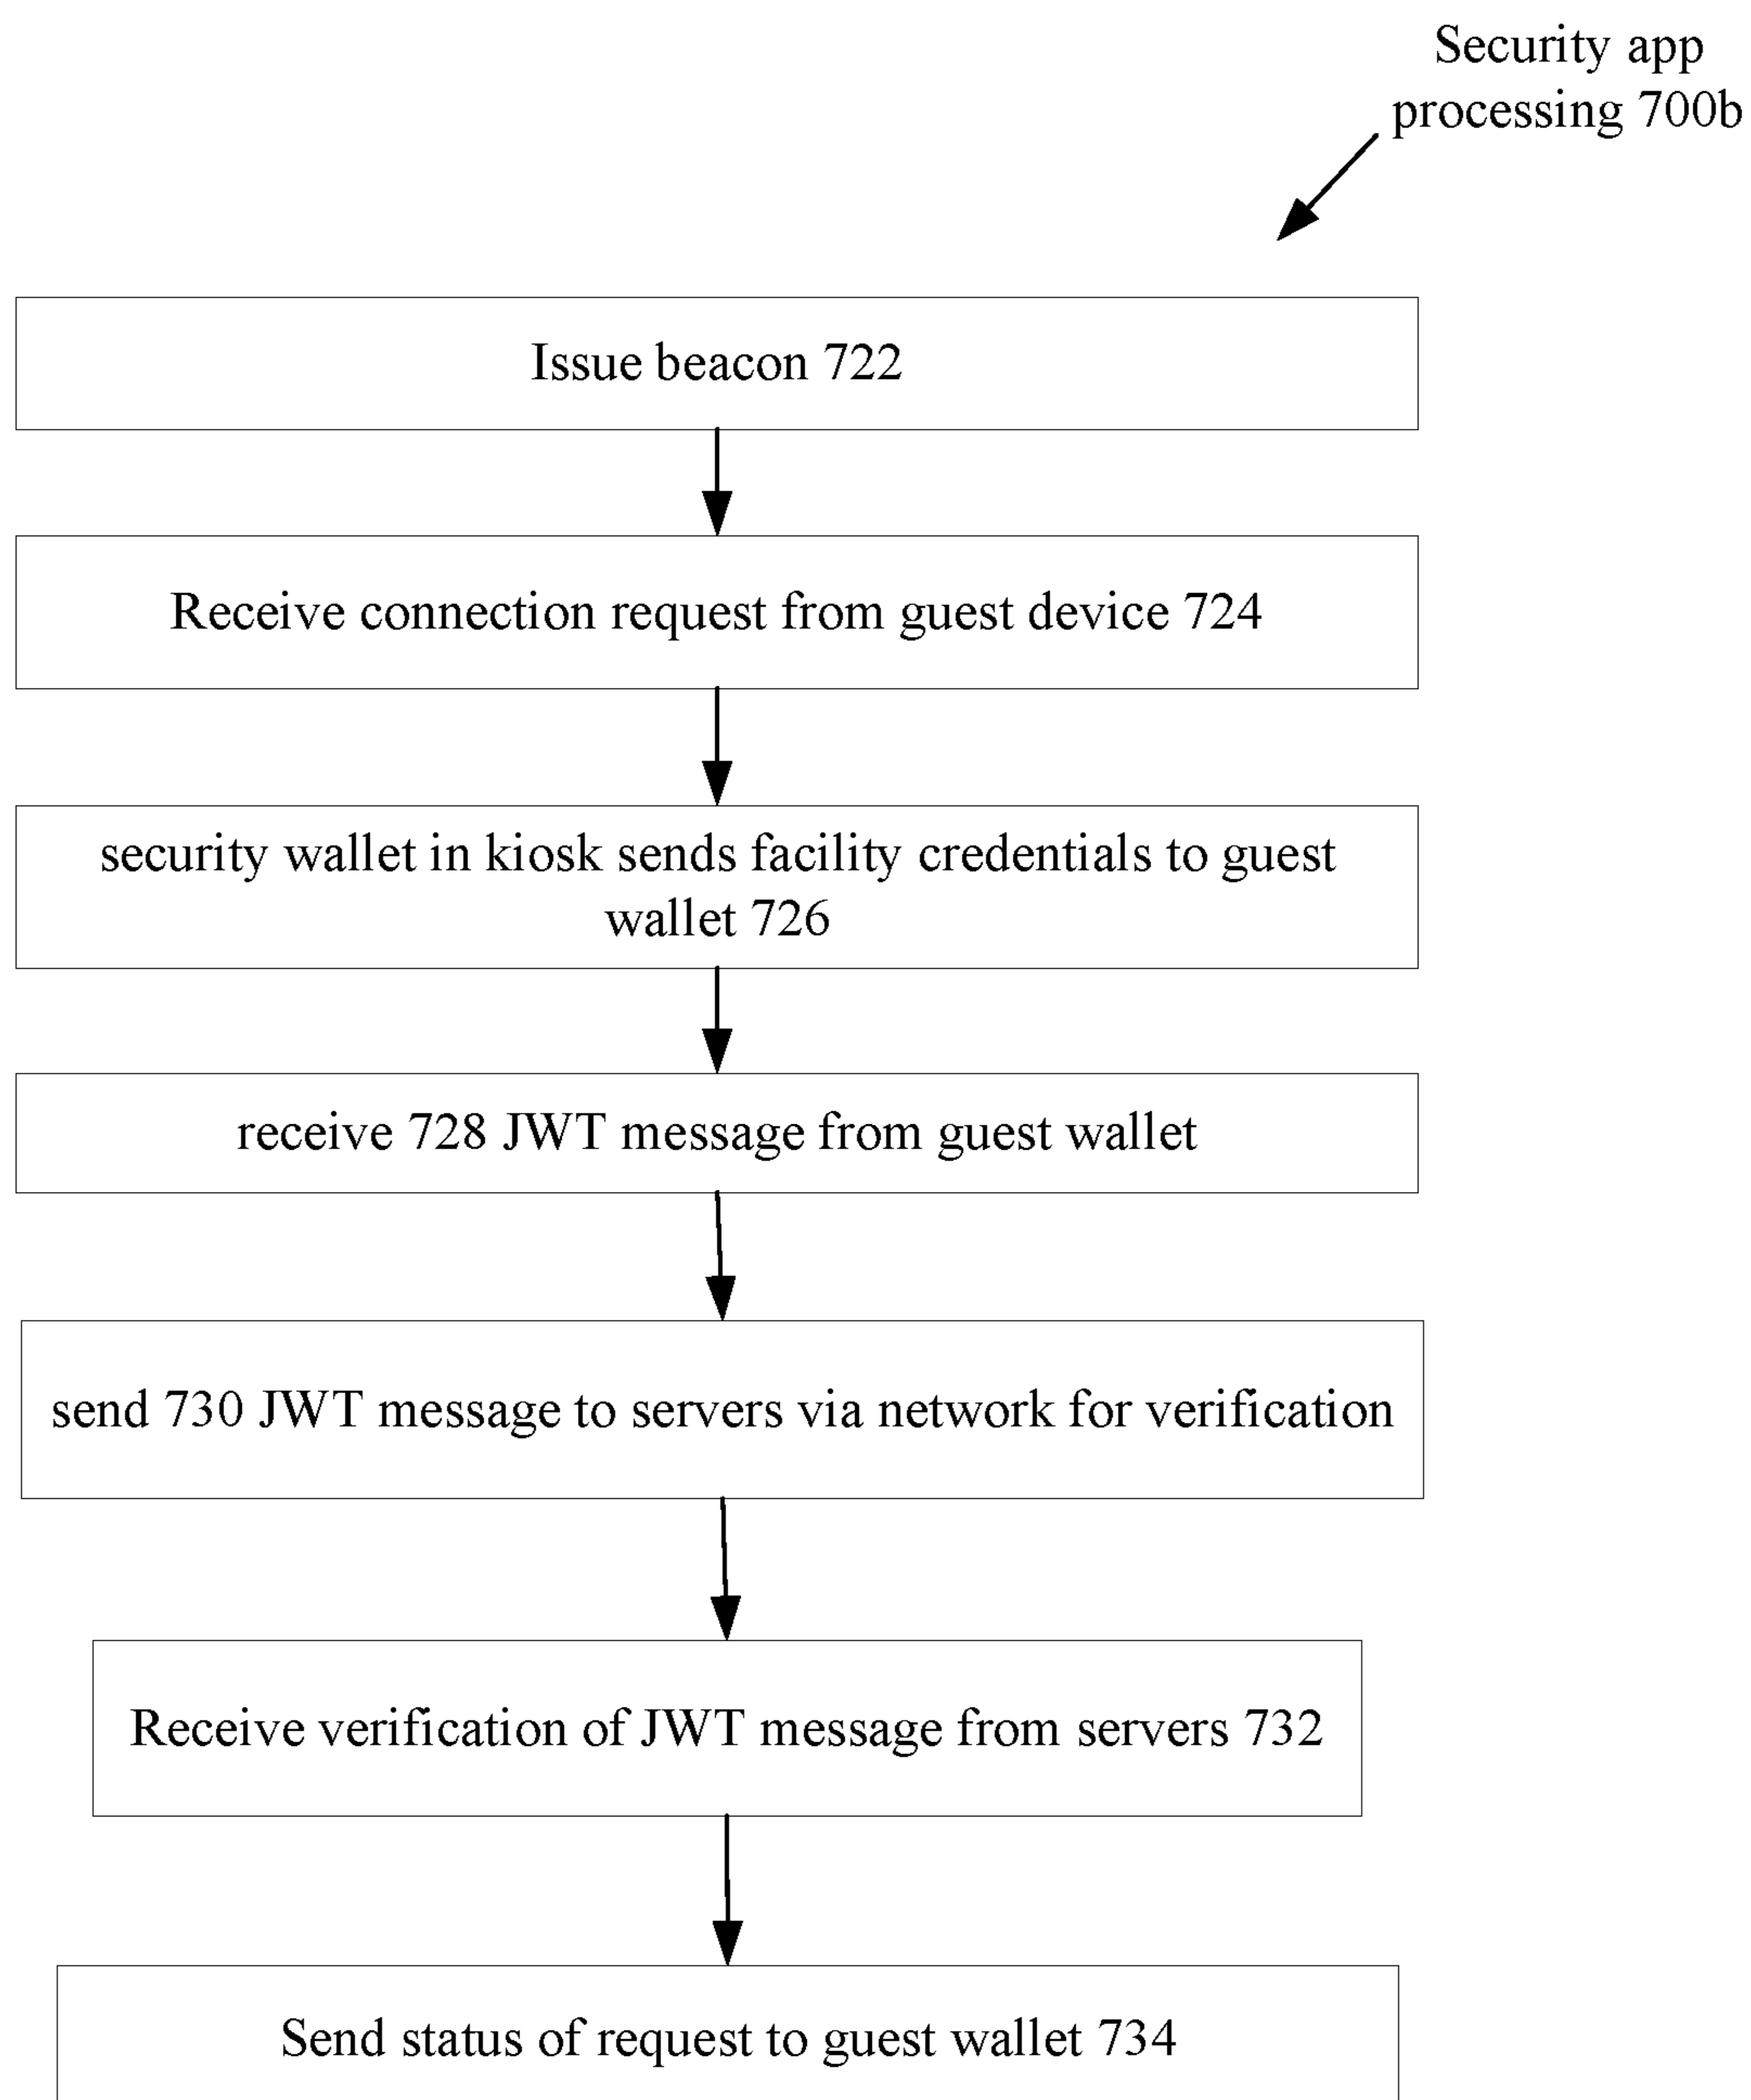 Security app
processing 700b
Issue beacon 722
Receive connection request from guest device 724
security wallet in kiosk sends facility credentials to guest
wallet 726
receive 728 JWT message from guest wallet
send 730 JWT message to servers via network for verification
Receive verification of JWT message from servers 732
Send status of request to guest wallet 734